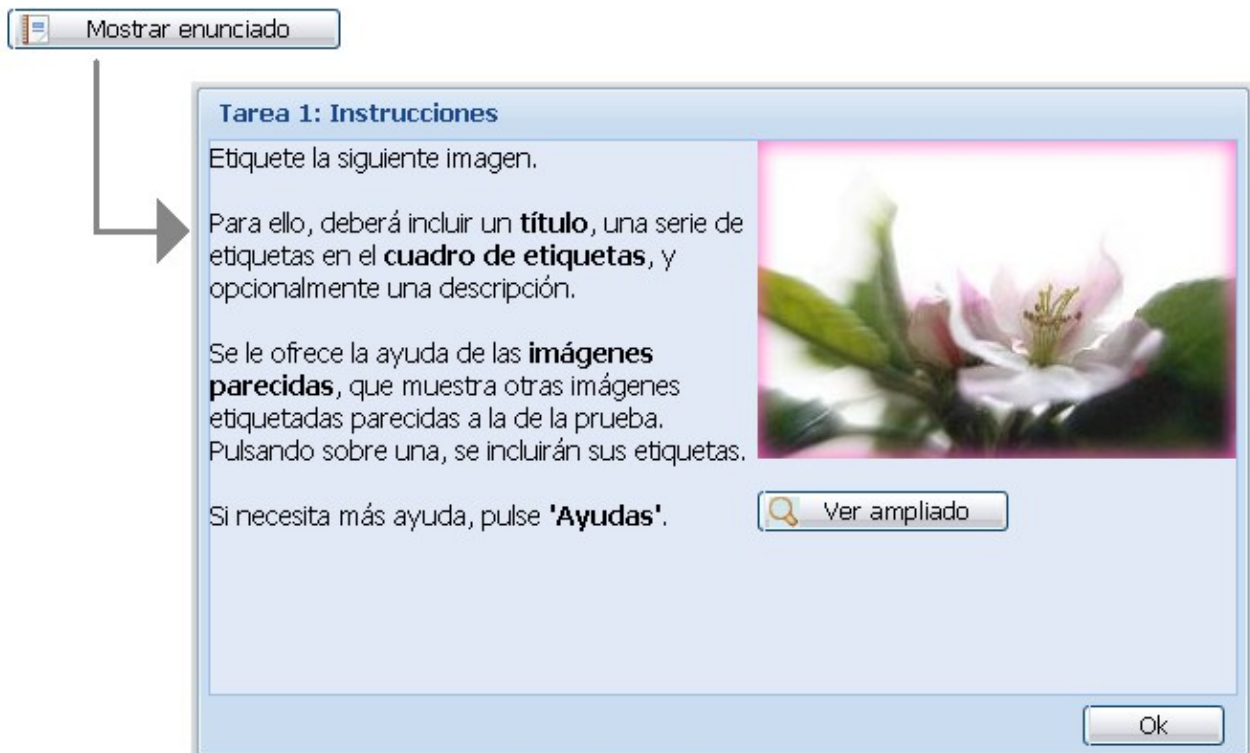 Mostrar enunciado
Tarea 1: Instrucciones
Etiquete la siguiente imagen.
Para ello, deberá incluir un título, una serie de
etiquetas en el cuadro de etiquetas, y
opcionalmente una descripción.
Se le ofrece la ayuda de las imágenes
parecidas, que muestra otras imágenes
etiquetadas parecidas a la de la prueba.
Pulsando sobre una, se incluirán sus etiquetas.
Si necesita más ayuda, pulse 'Ayudas'.
Ver ampliado
Ok